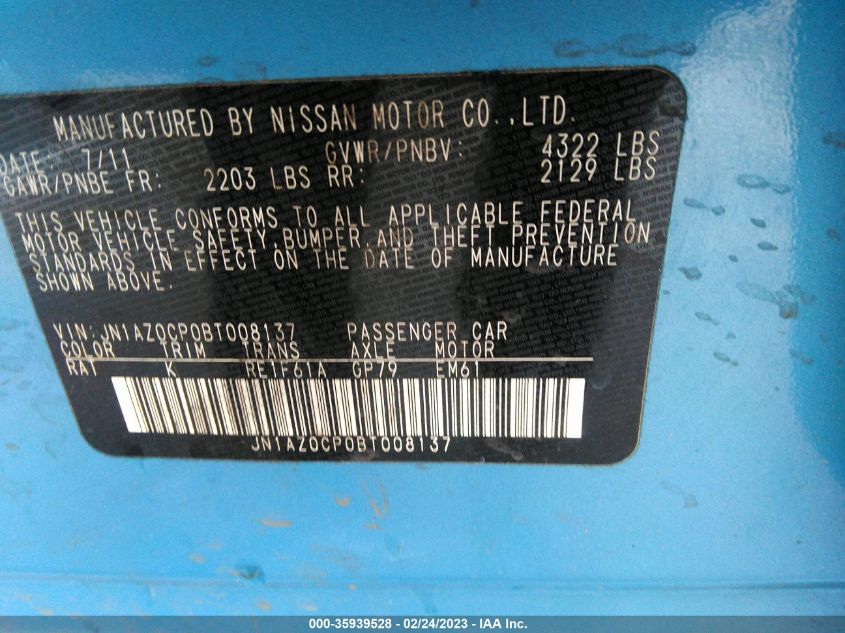 MANUFACTURED BY NISSAN MOTOR CO.,LTD.
DATE: 7/11 GVWR/PNBV: 4322 LBS
GAWR/PNBE FR: 2203 LBS RR: 2129 LBS
THIS VEHICLE CONFORMS TO ALL APPLICABLE FEDERAL
MOTOR VEHICLE SAFETY,BUMPER,AND THEFT PREVENTION
STANDARDS IN EFFECT ON THE DATE OF MANUFACTURE
SHOWN ABOVE.
VIN:JN1AZ0CP0BT008137 PASSENGER CAR
COLOR TRIM TRANS AXLE MOTOR
RAT K RE1F61A GP79 EM61
JN1AZ0CP0BT008137
000-35939528 - 02/24/2023 - IAA Inc.